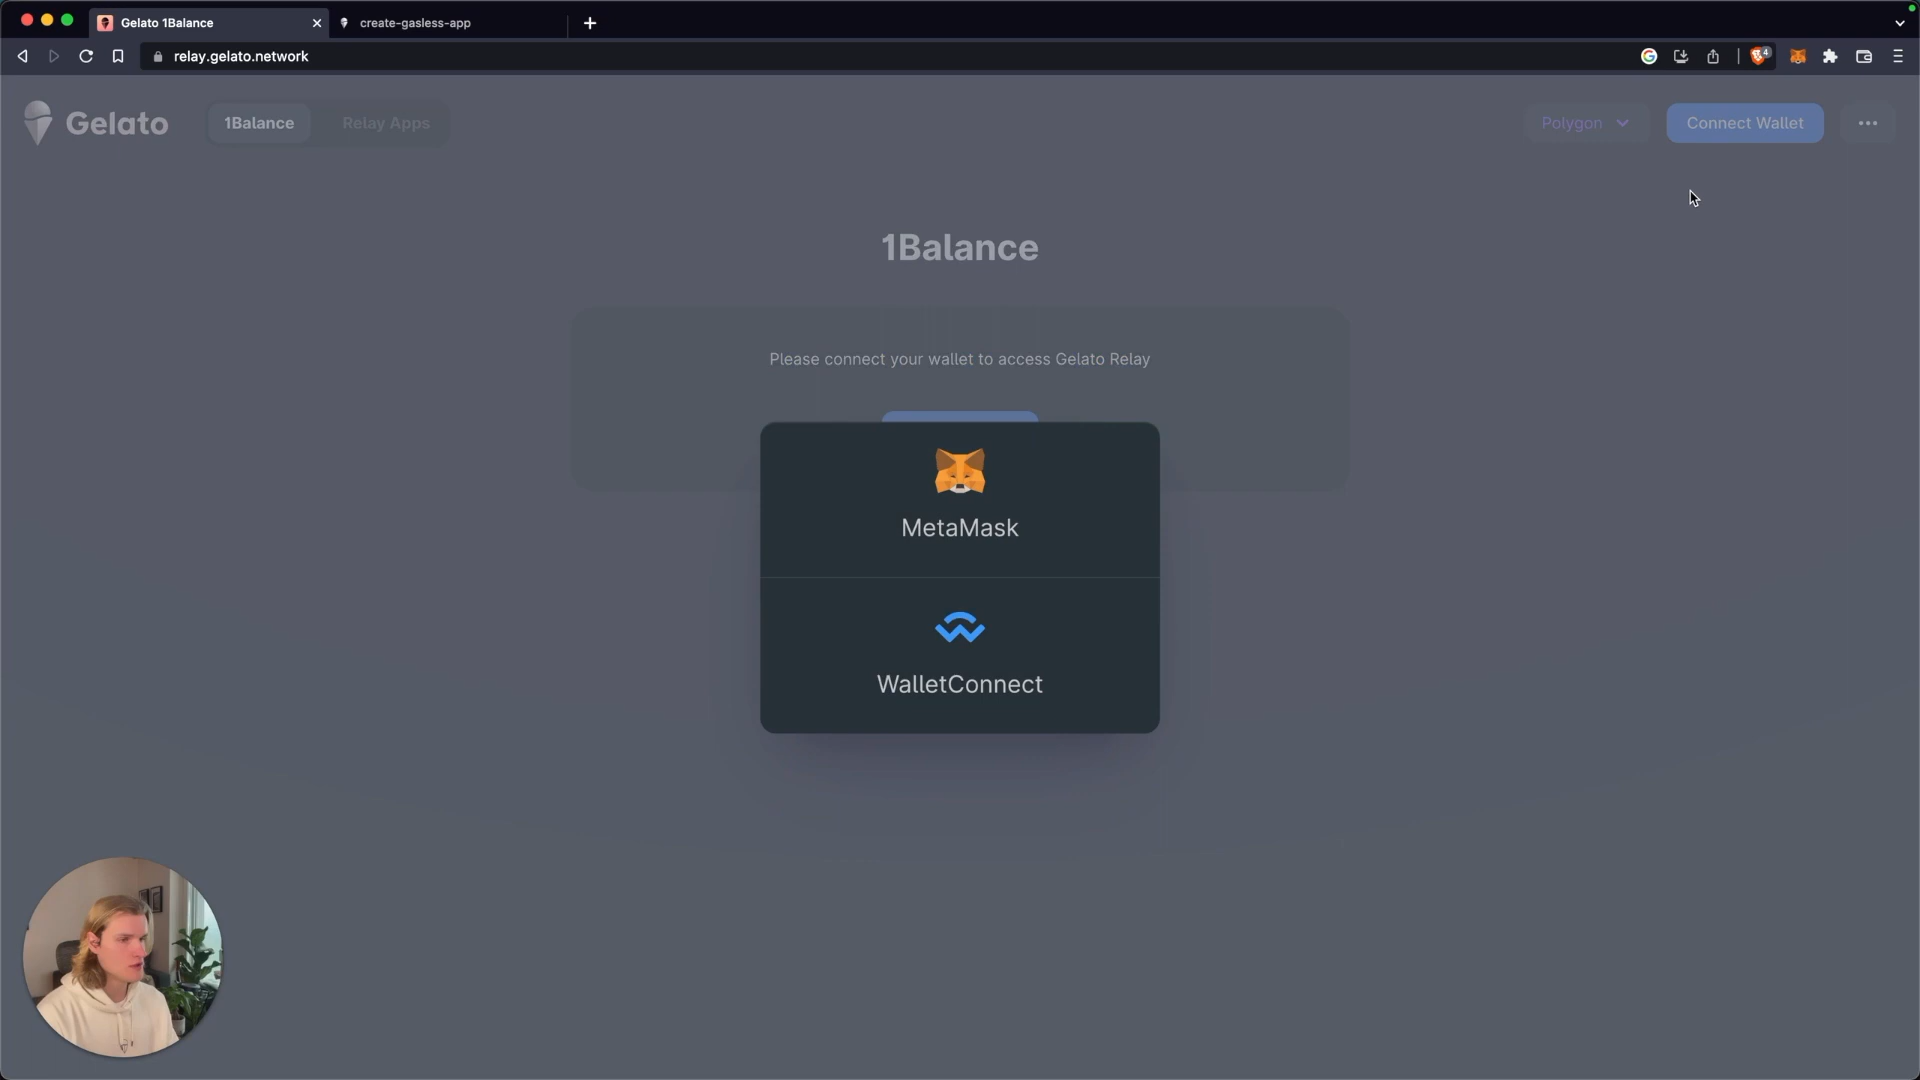 Gelato 1Balance
create-gasless-app
relay.gelato.network
4
Gelato
1Balance
Relay Apps
Polygon
Connect Wallet
1Balance
Please connect your wallet to access Gelato Relay
MetaMask
WalletConnect